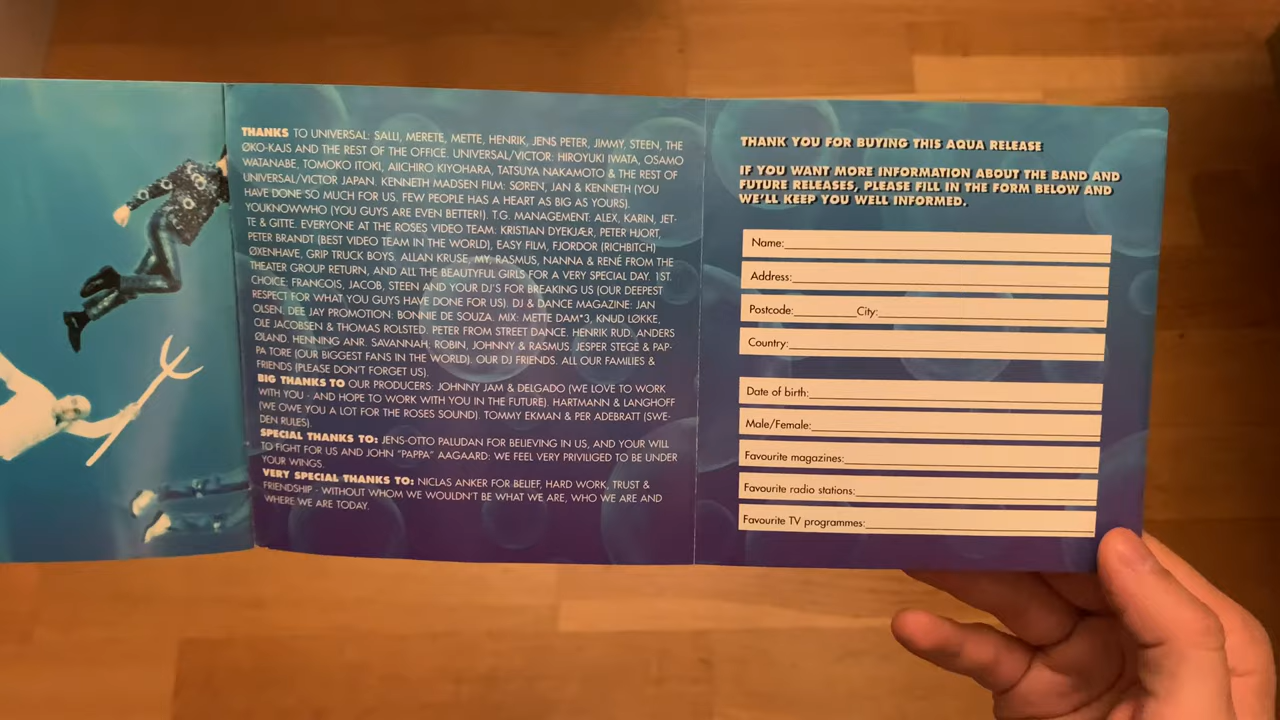 THANKS TO UNIVERSAL: SALLI, MERETE, METTE, HENRIK, JENS PETER, JIMMY, STEEN, THE
ØKO-KAJS AND THE REST OF THE OFFICE. UNIVERSAL/VICTOR: HIROYUKI IWATA, OSAMO
WATANABE, TOMOKO ITOKI, AIICHIRO KIYOHARA, TATSUYA NAKAMOTO & THE REST OF
UNIVERSAL/VICTOR JAPAN. KENNETH MADSEN FILM: SØREN, JAN & KENNETH (YOU
HAVE DONE SO MUCH FOR US. FEW PEOPLE HAS A HEART AS BIG AS YOURS).
YOUKNOWWHO (YOU GUYS ARE EVEN BETTER!). T.G. MANAGEMENT: ALEX, KARIN, JET-
TE & GITTE. EVERYONE AT THE ROSES VIDEO TEAM: KRISTIAN DYEKJÆR, PETER HJORT,
PETER BRANDT (BEST VIDEO TEAM IN THE WORLD), EASY FILM, FJORDOR (RICHBITCH)
ØXENHAVE, GRIP TRUCK BOYS. ALLAN KRUSE, MY, RASMUS, NANNA & RENÉ FROM THE
THEATER GROUP RETURN, AND ALL THE BEAUTYFUL GIRLS FOR A VERY SPECIAL DAY. 1ST.
CHOICE: FRANCOIS, JACOB, STEEN AND YOUR DJ'S FOR BREAKING US (OUR DEEPEST
RESPECT FOR WHAT YOU GUYS HAVE DONE FOR US). DJ & DANCE MAGAZINE: JAN
OLSEN. DEE JAY PROMOTION: BONNIE DE SOUZA. MIX: METTE DAM*3, KNUD LØKKE,
OLE JACOBSEN & THOMAS ROLSTED. PETER FROM STREET DANCE. HENRIK RUD. ANDERS
ØLAND. HENNING ANR. SAVANNAH: ROBIN, JOHNNY & RASMUS. JESPER STEGE & PAP-
PA TORE (OUR BIGGEST FANS IN THE WORLD). OUR DJ FRIENDS. ALL OUR FAMILIES &
FRIENDS (PLEASE DON'T FORGET US).
BIG THANKS TO OUR PRODUCERS: JOHNNY JAM & DELGADO (WE LOVE TO WORK
WITH YOU - AND HOPE TO WORK WITH YOU IN THE FUTURE). HARTMANN & LANGHOFF
(WE OWE YOU A LOT FOR THE ROSES SOUND). TOMMY EKMAN & PER ADEBRATT (SWE-
DEN RULES).
SPECIAL THANKS TO: JENS-OTTO PALUDAN FOR BELIEVING IN US, AND YOUR WILL
TO FIGHT FOR US AND JOHN "PAPPA" AAGAARD: WE FEEL VERY PRIVILIGED TO BE UNDER
YOUR WINGS.
VERY SPECIAL THANKS TO: NICLAS ANKER FOR BELIEF, HARD WORK, TRUST &
FRIENDSHIP - WITHOUT WHOM WE WOULDN'T BE WHAT WE ARE, WHO WE ARE AND
WHERE WE ARE TODAY.
THANK YOU FOR BUYING THIS AQUA RELEASE
IF YOU WANT MORE INFORMATION ABOUT THE BAND AND
FUTURE RELEASES, PLEASE FILL IN THE FORM BELOW AND
WE'LL KEEP YOU WELL INFORMED.
Name:
Address:
Postcode: City:
Country:
Date of birth:
Male/Female:
Favourite magazines:
Favourite radio stations:
Favourite TV programmes: